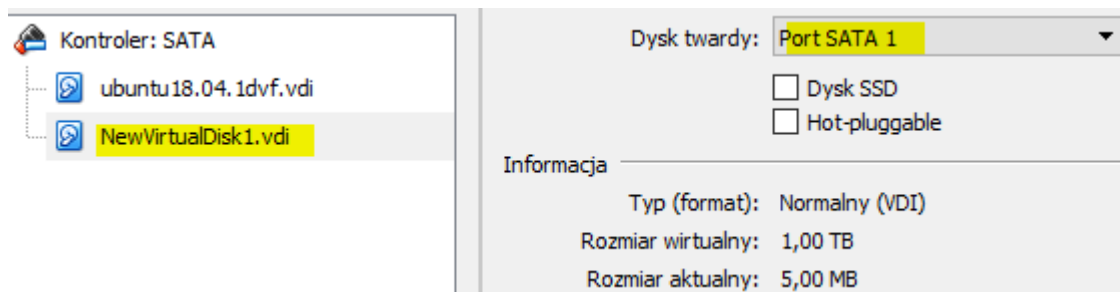 Kontroler: SATA
ubuntu18.04.1dvf.vdi
NewVirtualDisk1.vdi
Dysk twardy: Port SATA 1
Dysk SSD
Hot-pluggable
Informacja
Typ (format): Normalny (VDI)
Rozmiar wirtualny: 1,00 TB
Rozmiar aktualny: 5,00 MB